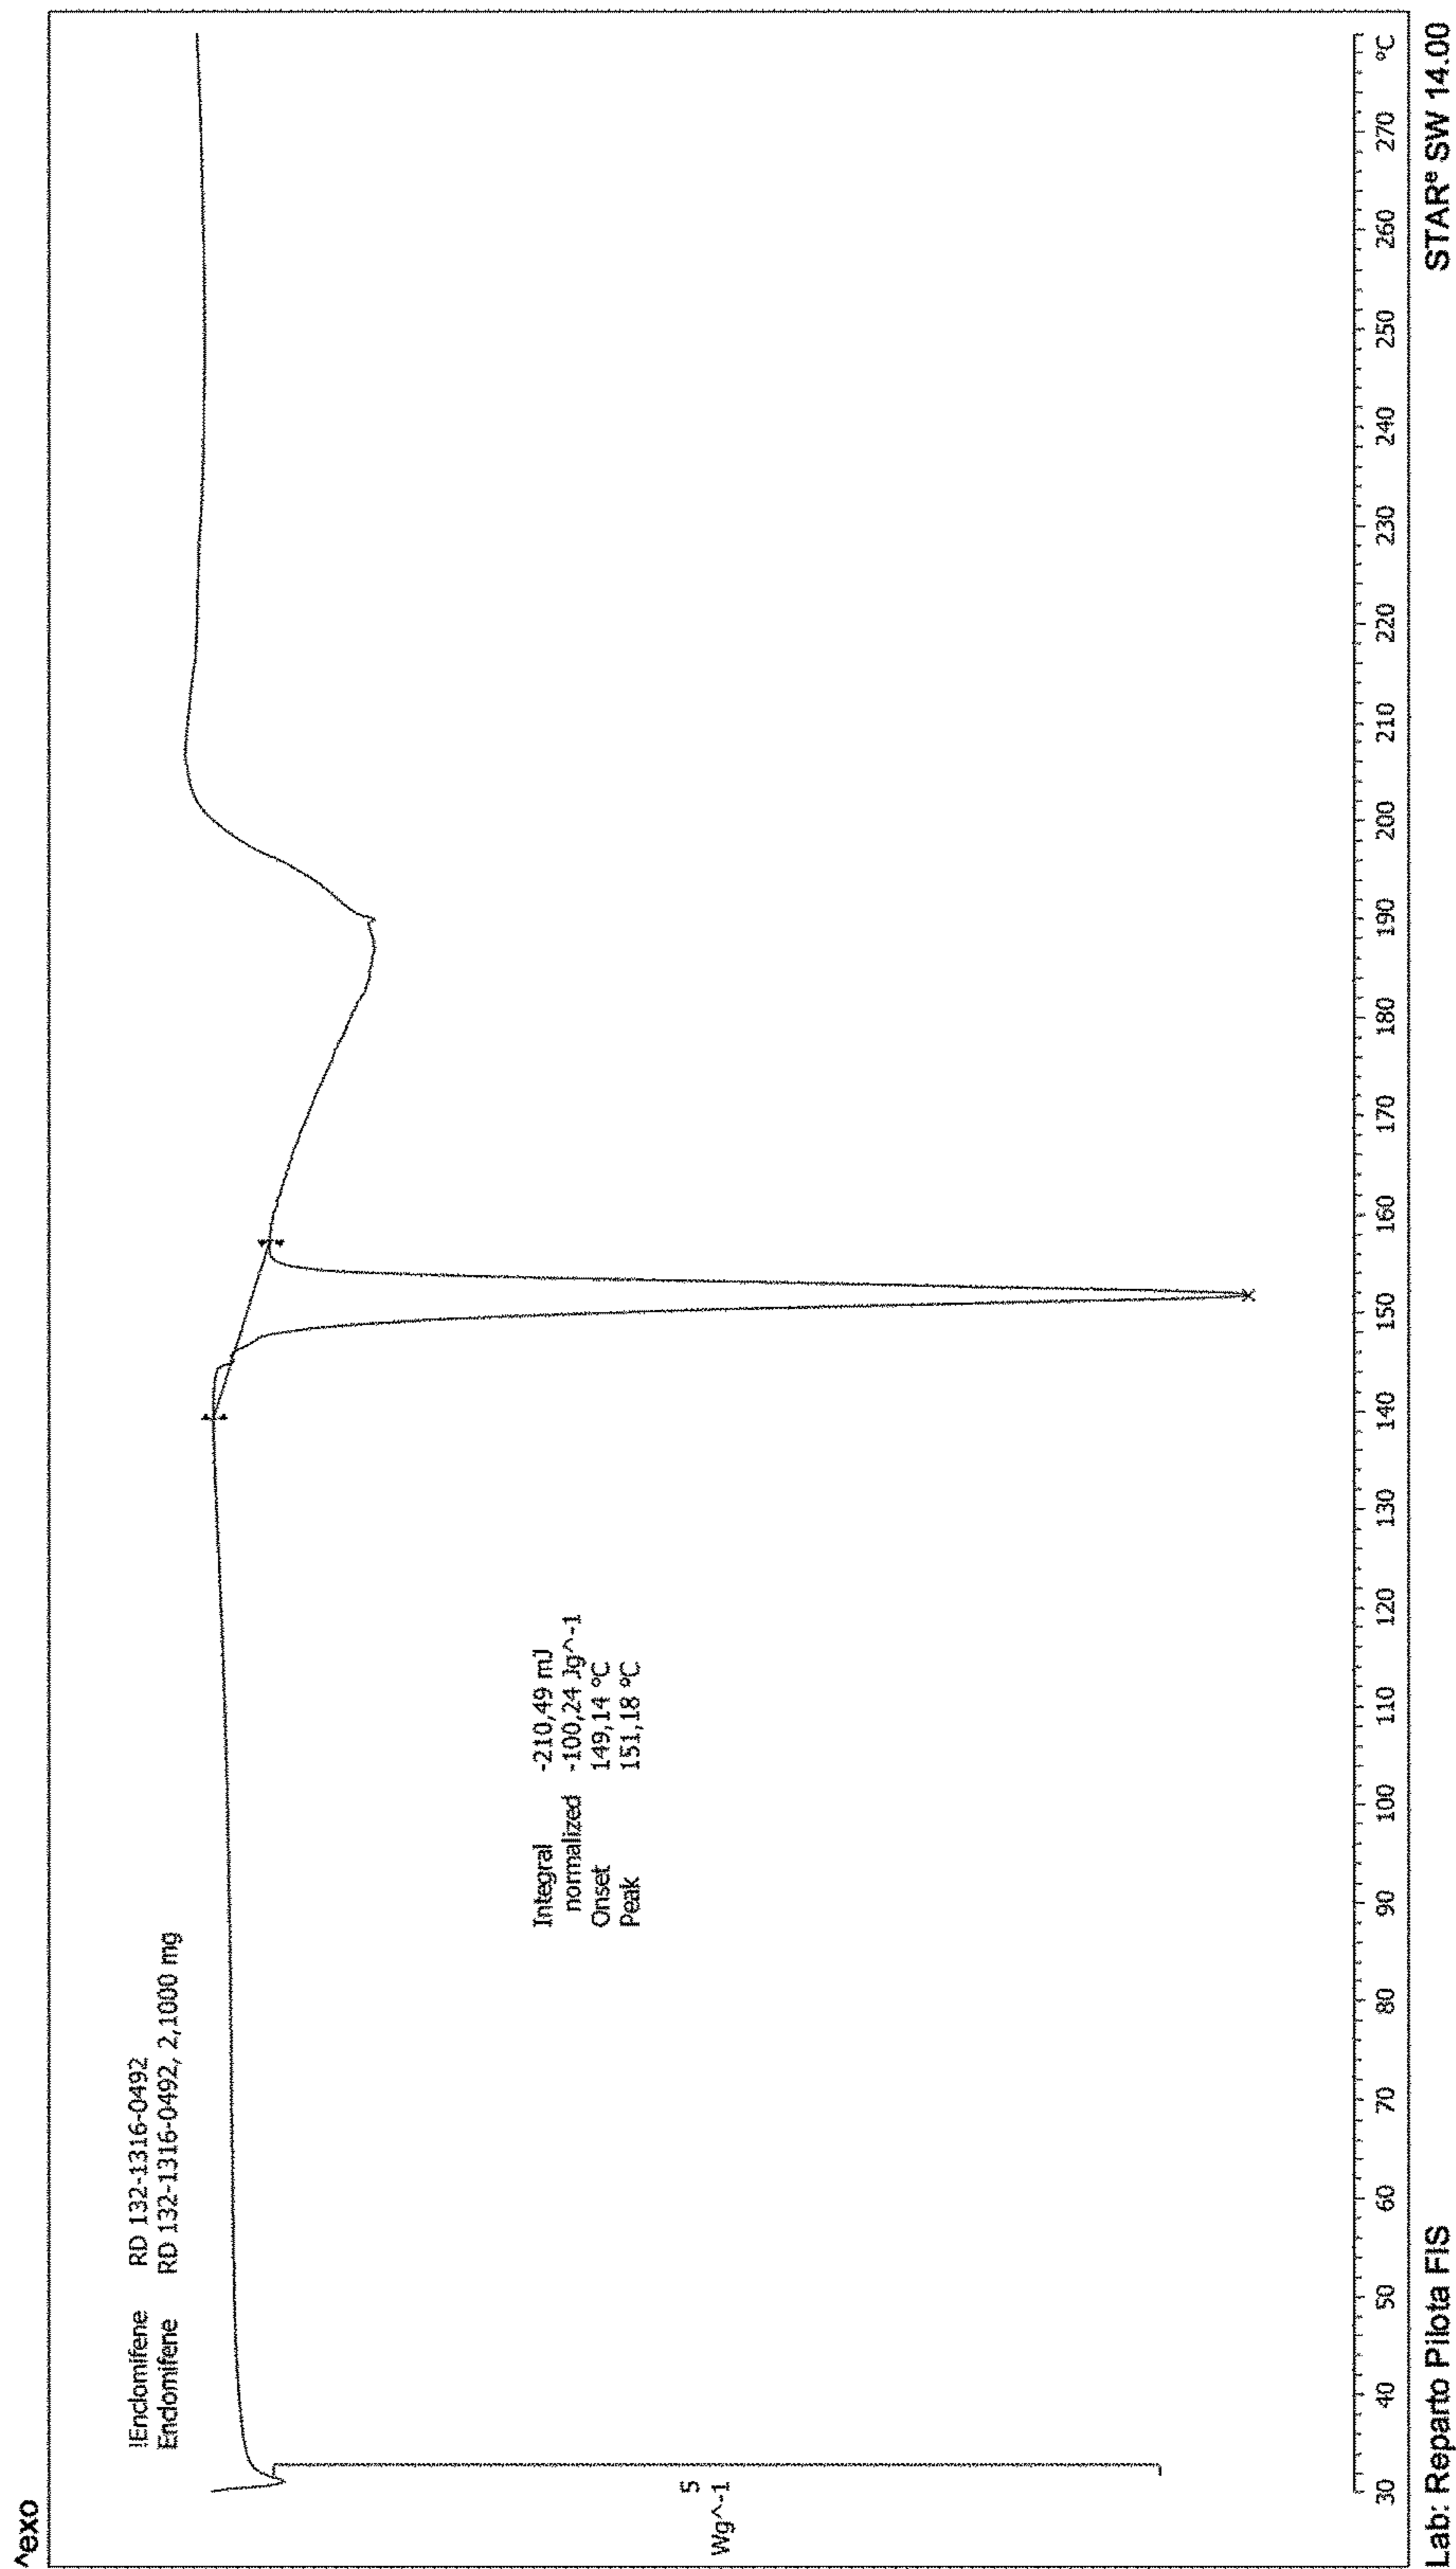 ^exo
!Enclomifene RD 132-1316-0492
Enclomifene RD 132-1316-0492, 2,1000 mg
Integral -210,49 mJ
normalized -100,24 Jg^-1
Onset 149,14 °C
Peak 151,18 °C
5
Wg^-1
30 40 50 60 70 80 90 100 110 120 130 140 150 160 170 180 190 200 210 220 230 240 250 260 270 °C
Lab: Reparto Pilota FIS STARe SW 14.00